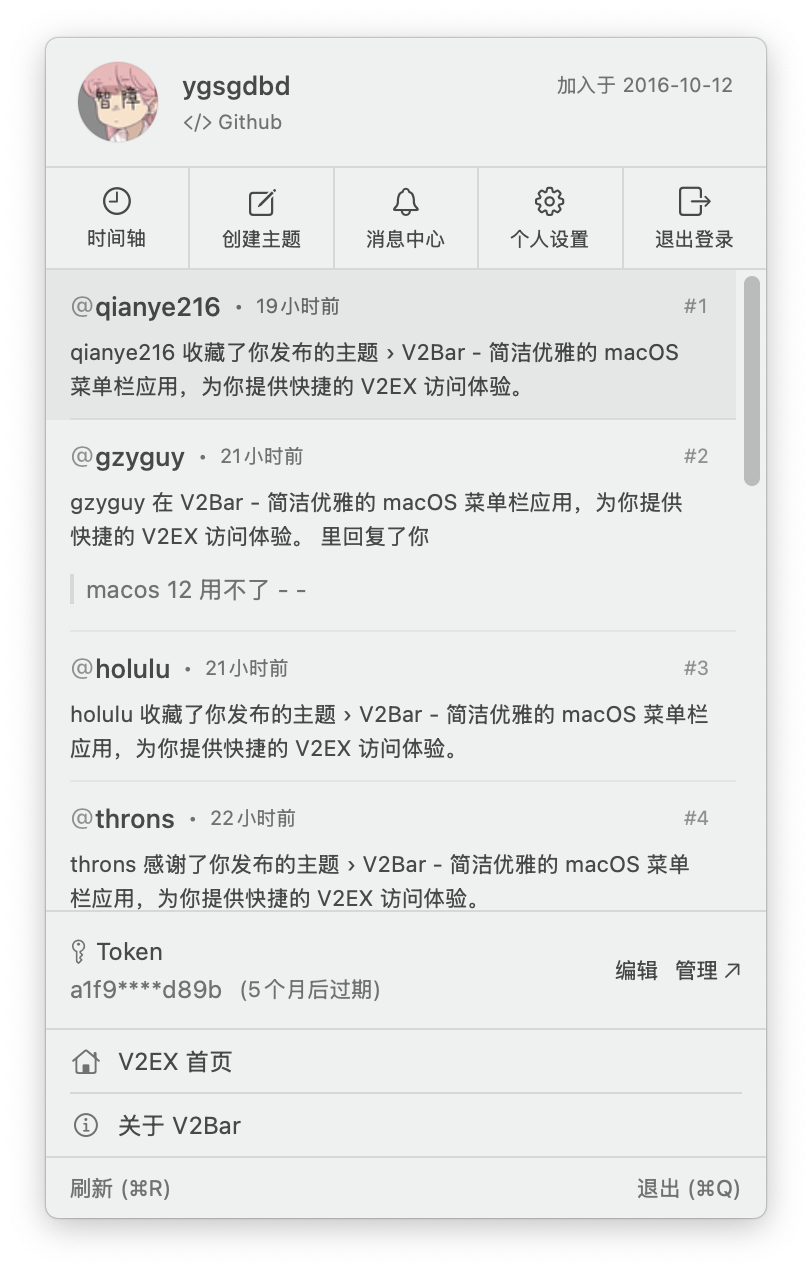 智障
ygsgdbd
加入于 2016-10-12
</> Github
时间轴
创建主题
消息中心
个人设置
退出登录
@qianye216 • 19小时前 #1
qianye216 收藏了你发布的主题 › V2Bar - 简洁优雅的 macOS
菜单栏应用，为你提供快捷的 V2EX 访问体验。
@gzyguy • 21小时前 #2
gzyguy 在 V2Bar - 简洁优雅的 macOS 菜单栏应用，为你提供
快捷的 V2EX 访问体验。 里回复了你
macos 12 用不了 - -
@holulu • 21小时前 #3
holulu 收藏了你发布的主题 › V2Bar - 简洁优雅的 macOS 菜单栏
应用，为你提供快捷的 V2EX 访问体验。
@throns • 22小时前 #4
throns 感谢了你发布的主题 › V2Bar - 简洁优雅的 macOS 菜单
栏应用，为你提供快捷的 V2EX 访问体验。
Token
a1f9****d89b (5个月后过期)
编辑 管理
V2EX 首页
关于 V2Bar
刷新 (⌘R)
退出 (⌘Q)